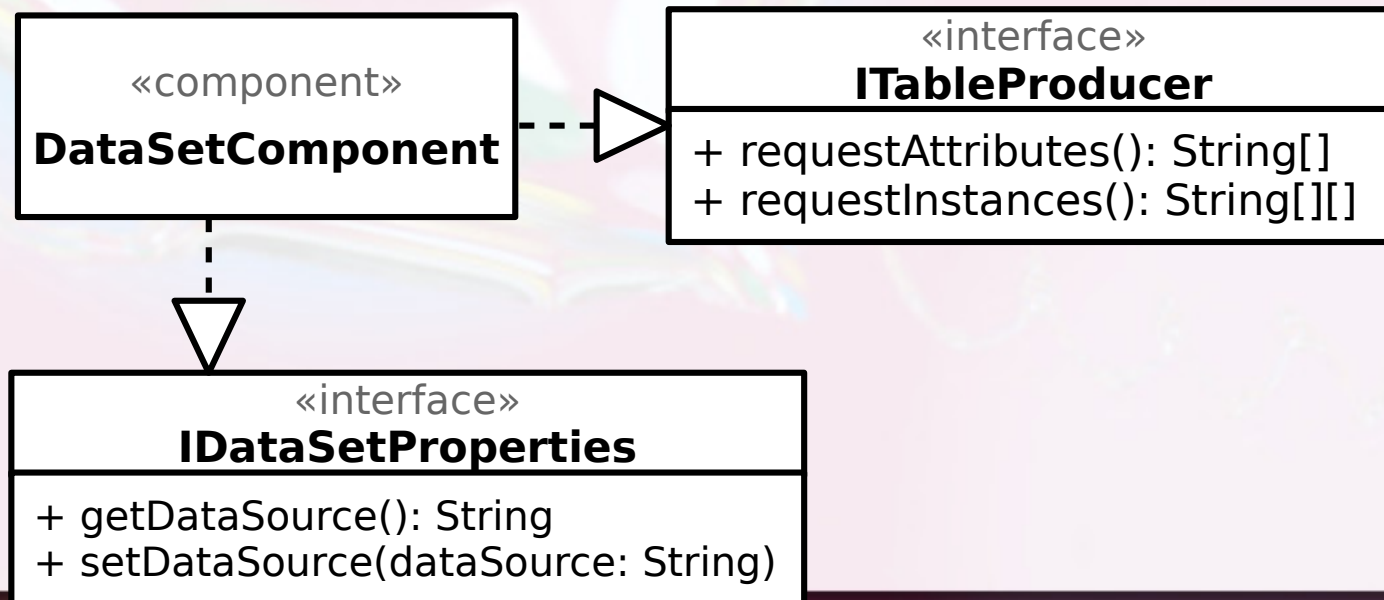 «component»
DataSetComponent
«interface»
ITableProducer
+ requestAttributes(): String[]
+ requestInstances(): String[][]
«interface»
IDataSetProperties
+ getDataSource(): String
+ setDataSource(dataSource: String)